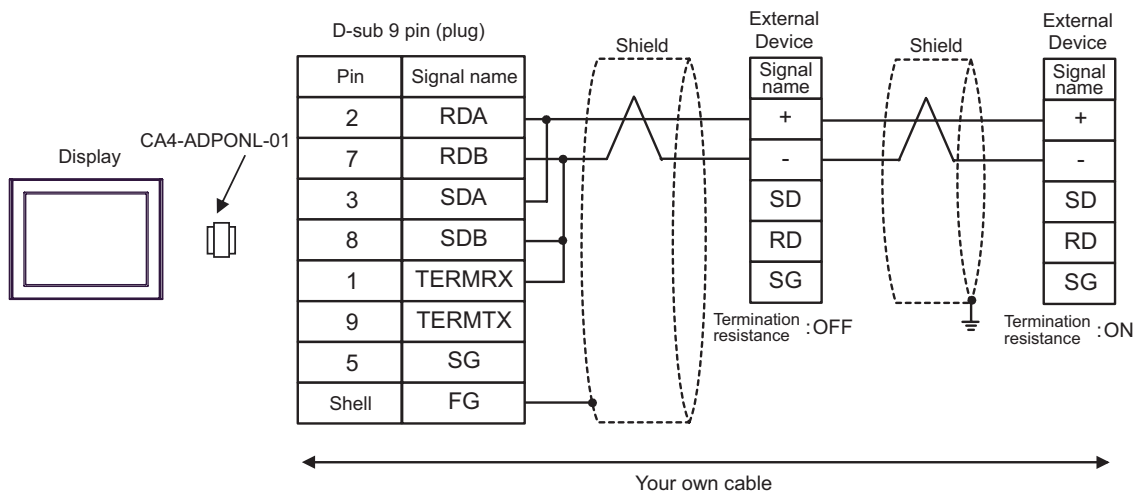 D-sub 9 pin (plug)
Shield
External
Device
Shield
External
Device
Pin
Signal name
Signal
name
Signal
name
2
RDA
+
+
CA4-ADPONL-01
7
RDB
-
-
Display
3
SDA
SD
SD
8
SDB
RD
RD
1
TERMRX
SG
SG
9
TERMTX
Termination
resistance :OFF
Termination
resistance :ON
5
SG
Shell
FG
Your own cable